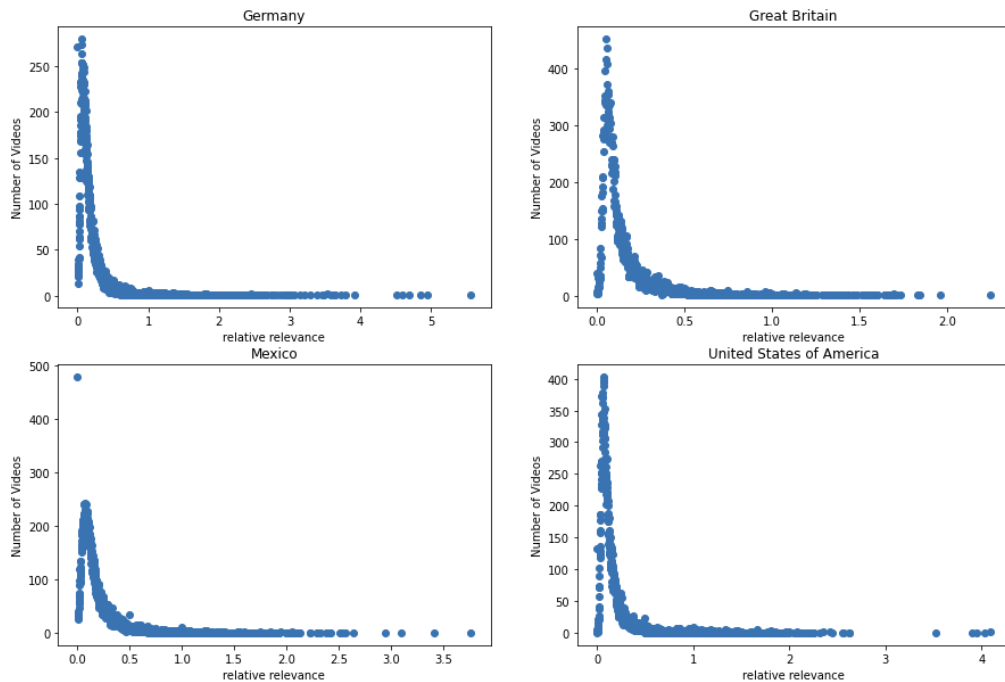 Germany
Number of Videos
250
200
150
100
50
0
0 1 2 3 4 5
relative relevance
Great Britain
Number of Videos
400
300
200
100
0
0.0 0.5 1.0 1.5 2.0
relative relevance
Mexico
Number of Videos
500
400
300
200
100
0
0.0 0.5 1.0 1.5 2.0 2.5 3.0 3.5
relative relevance
United States of America
Number of Videos
400
350
300
250
200
150
100
50
0
0 1 2 3 4
relative relevance